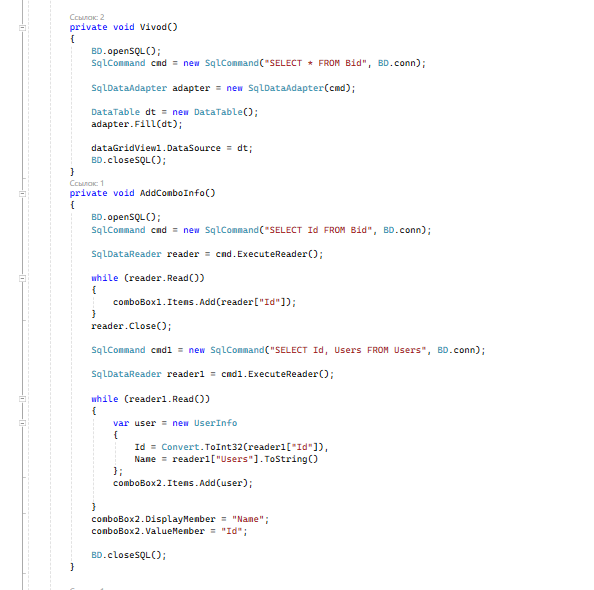 Ссылок: 2
private void Vivod()
{
BD.openSQL();
SqlCommand cmd = new SqlCommand("SELECT * FROM Bid", BD.conn);
SqlDataAdapter adapter = new SqlDataAdapter(cmd);
DataTable dt = new DataTable();
adapter.Fill(dt);
dataGridView1.DataSource = dt;
BD.closeSQL();
}
Ссылок: 1
private void AddComboInfo()
{
BD.openSQL();
SqlCommand cmd = new SqlCommand("SELECT Id FROM Bid", BD.conn);
SqlDataReader reader = cmd.ExecuteReader();
while (reader.Read())
{
comboBox1.Items.Add(reader["Id"]);
}
reader.Close();
SqlCommand cmd1 = new SqlCommand("SELECT Id, Users FROM Users", BD.conn);
SqlDataReader reader1 = cmd1.ExecuteReader();
while (reader1.Read())
{
var user = new UserInfo
{
Id = Convert.ToInt32(reader1["Id"]),
Name = reader1["Users"].ToString()
};
comboBox2.Items.Add(user);
}
comboBox2.DisplayMember = "Name";
comboBox2.ValueMember = "Id";
BD.closeSQL();
}